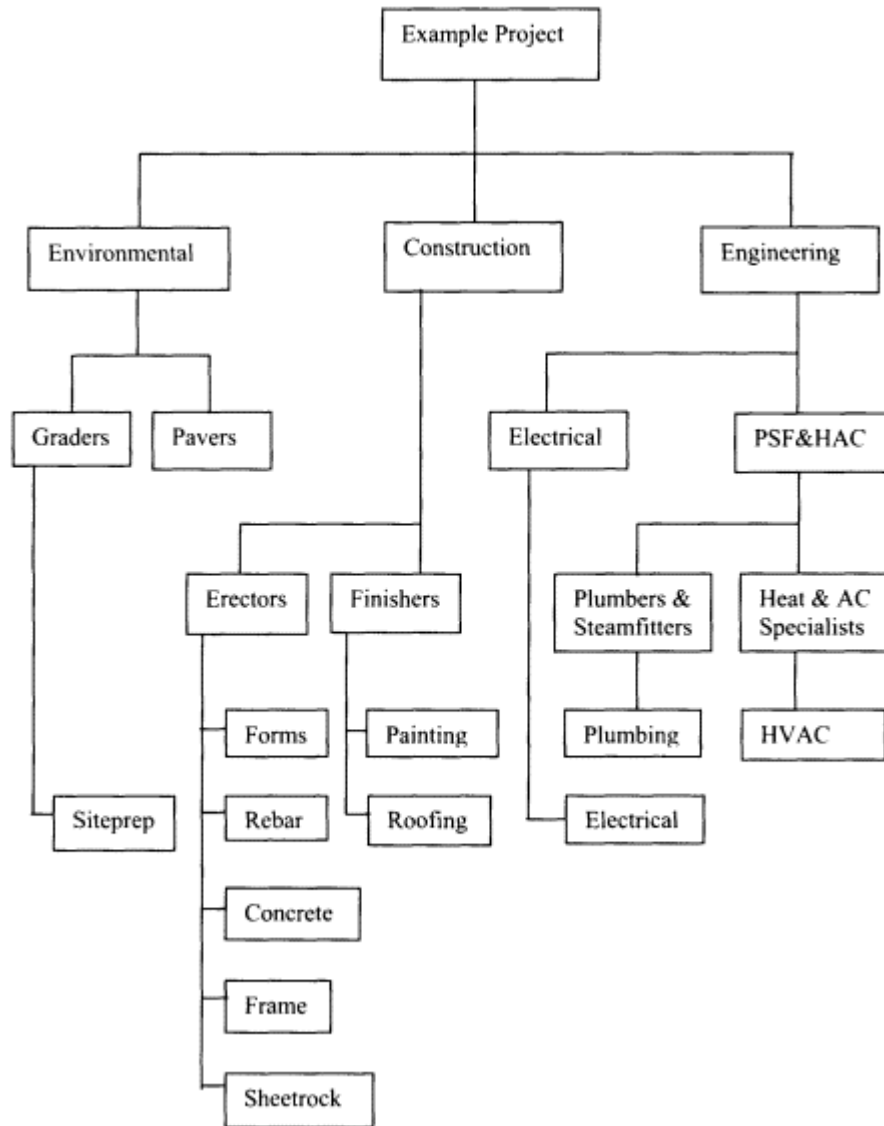 Example Project
Environmental
Construction
Engineering
Graders
Pavers
Electrical
PSF&HAC
Erectors
Finishers
Plumbers &
Steamfitters
Heat & AC
Specialists
Forms
Painting
Plumbing
HVAC
Siteprep
Rebar
Roofing
Electrical
Concrete
Frame
Sheetrock